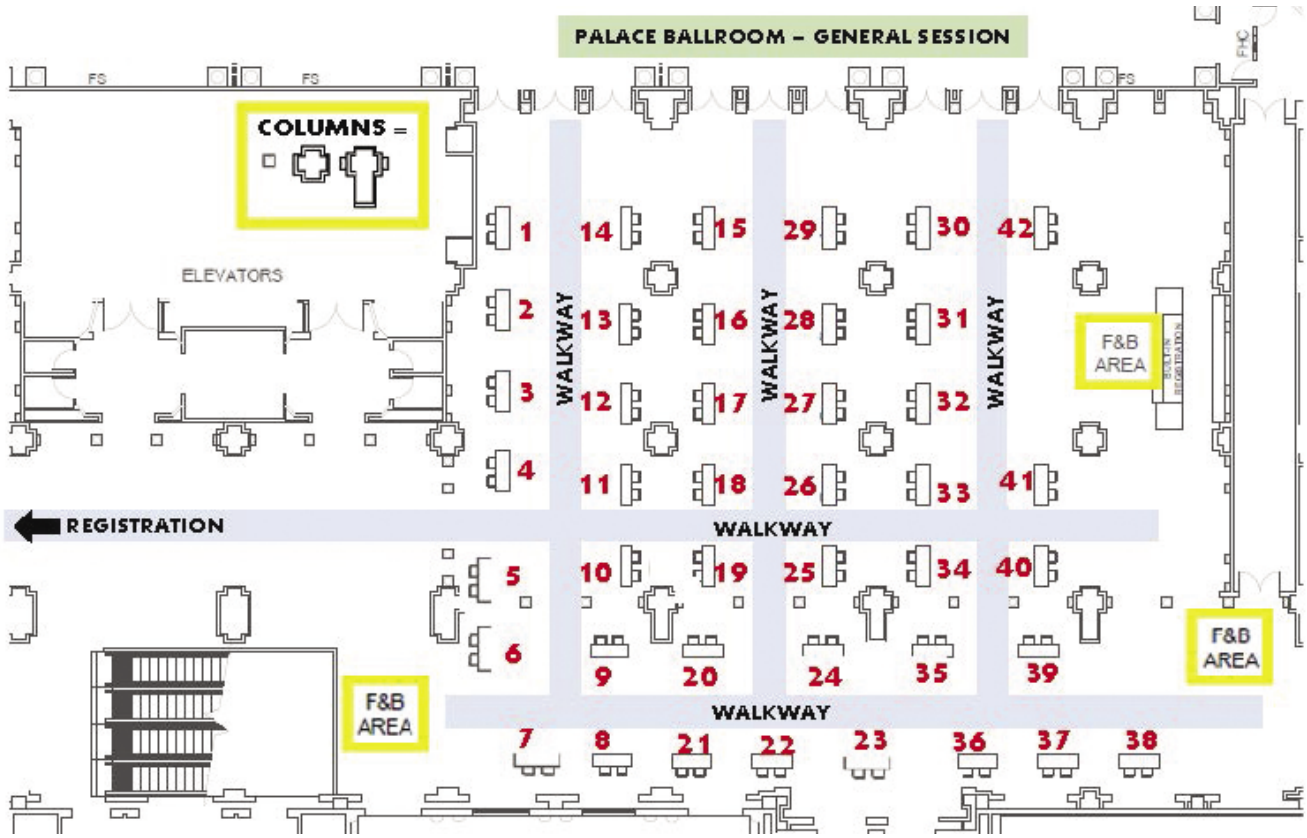 PALACE BALLROOM – GENERAL SESSION
FHC
FS
FS
FS
COLUMNS =
ELEVATORS
1
14
15
29
30
42
2
13
16
28
31
3
12
17
27
32
4
11
18
26
33
41
WALKWAY
WALKWAY
WALKWAY
F&B
AREA
BUILT-IN
REGISTRATION
REGISTRATION
WALKWAY
5
10
19
25
34
40
6
9
20
24
35
39
F&B
AREA
F&B
AREA
WALKWAY
7
8
21
22
23
36
37
38